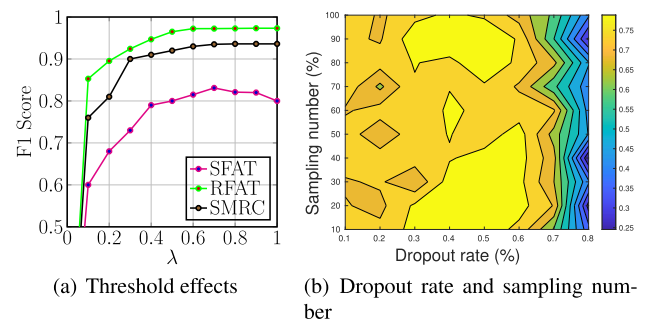 1
0.9
0.8
0.7
0.6
0.5
F1 Score
0 0.2 0.4 0.6 0.8 1
λ
SFAT
RFAT
SMRC
(a) Threshold effects
100
90
80
70
60
50
40
30
20
10
Sampling number (%)
0.1 0.2 0.3 0.4 0.5 0.6 0.7 0.8
Dropout rate (%)
0.75
0.7
0.65
0.6
0.55
0.5
0.45
0.4
0.35
0.3
0.25
(b) Dropout rate and sampling num-
ber